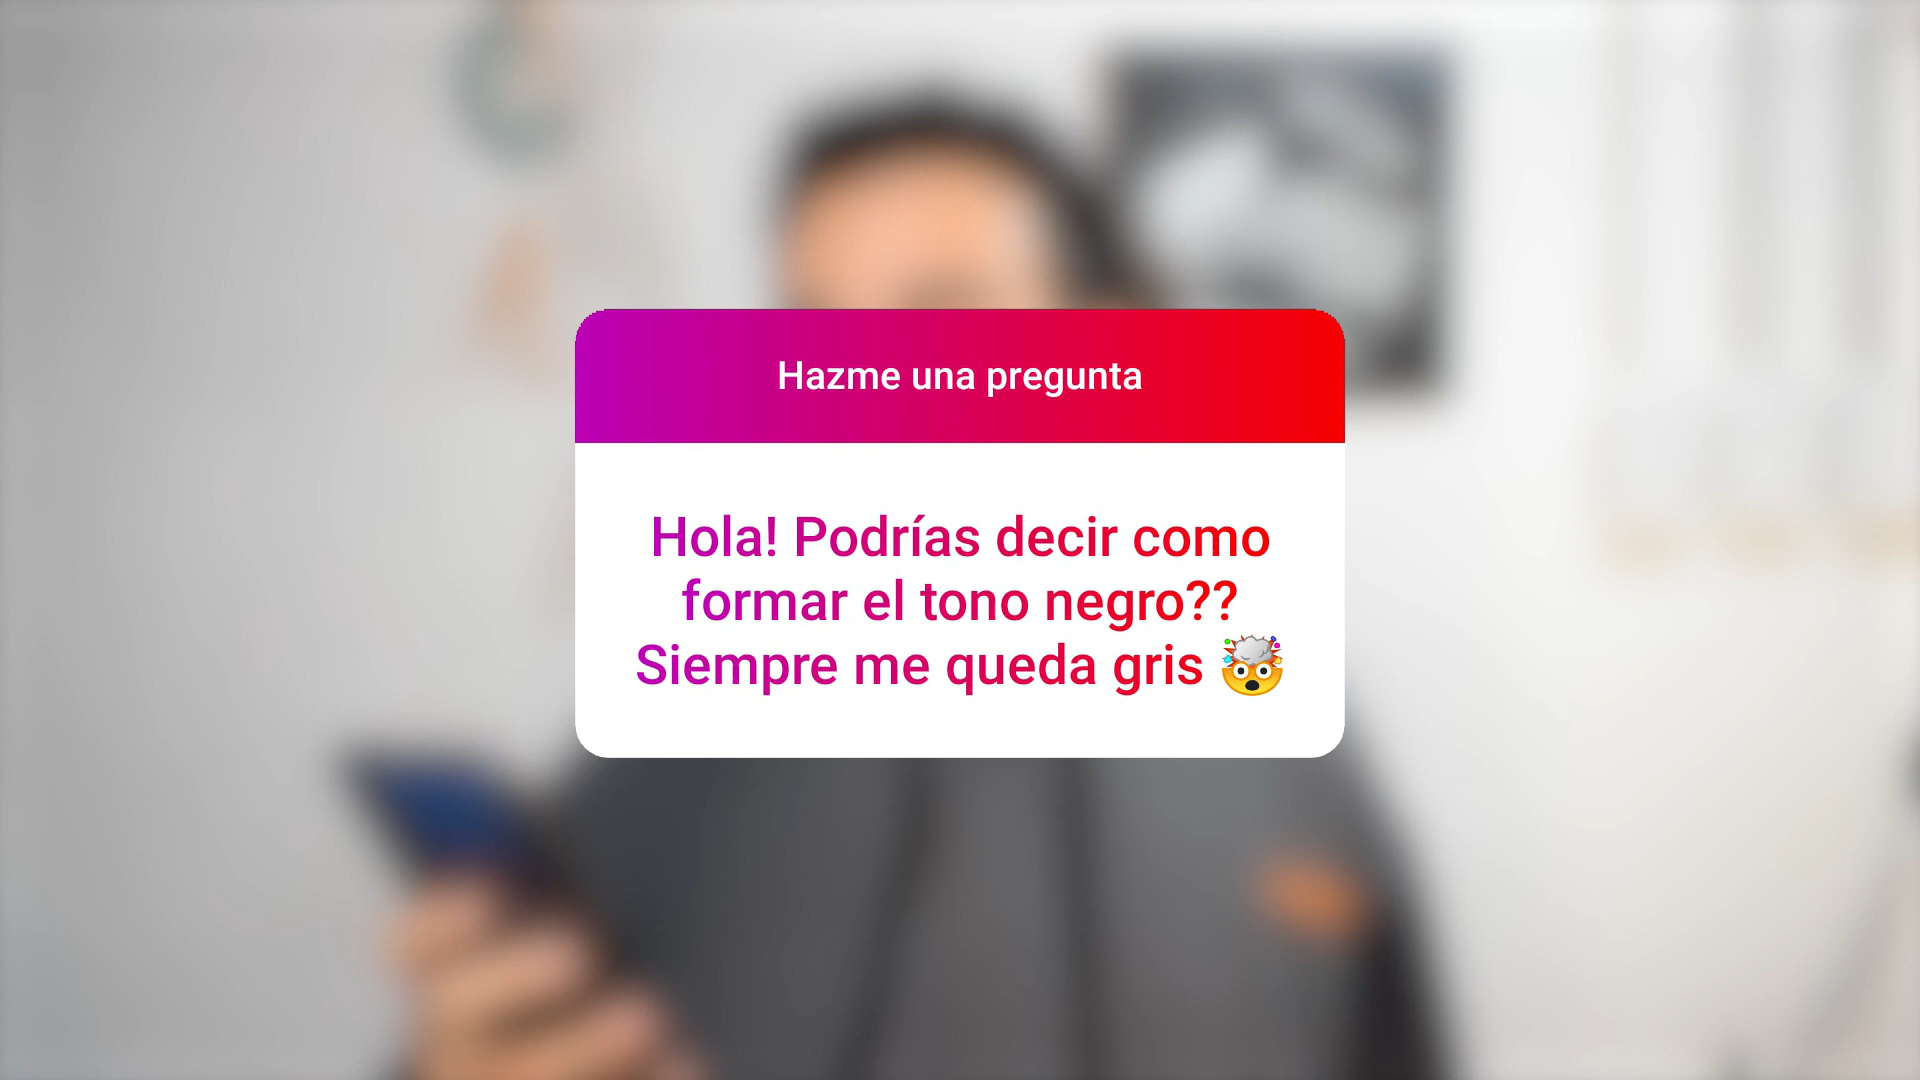 Hazme una pregunta
Hola! Podrías decir como
formar el tono negro??
Siempre me queda gris 🤯